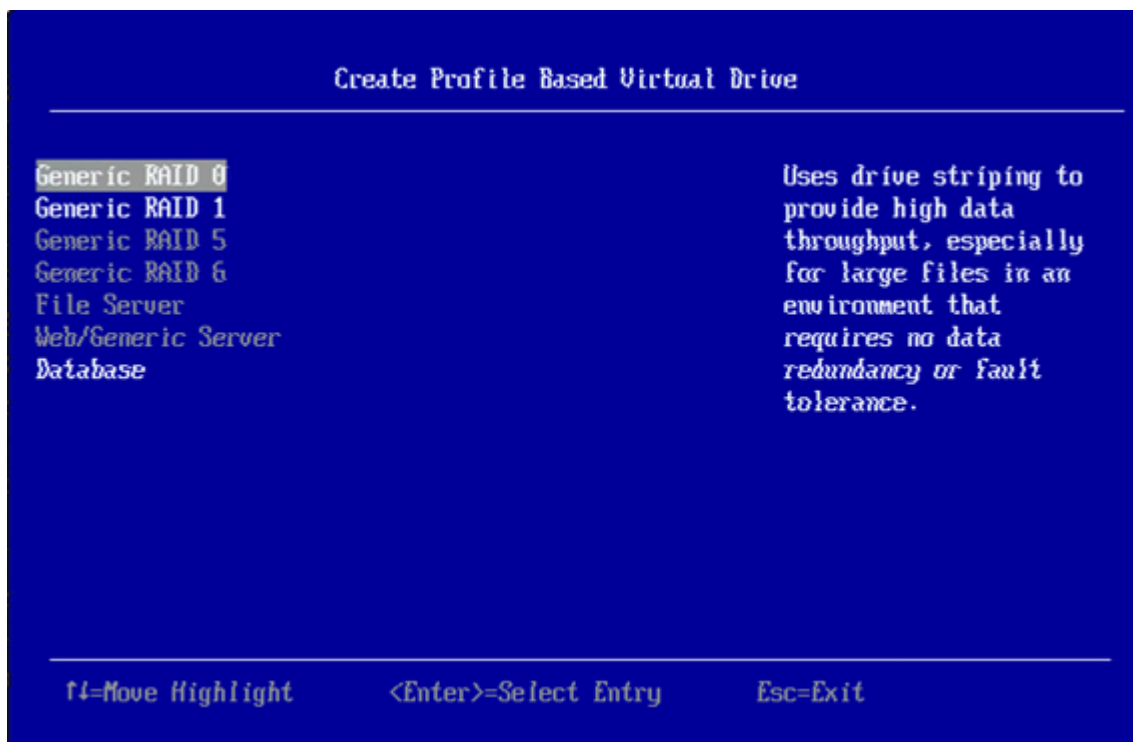 Create Profile Based Virtual Drive
Generic RAID 0
Generic RAID 1
Generic RAID 5
Generic RAID 6
File Server
Web/Generic Server
Database
Uses drive striping to
provide high data
throughput, especially
for large files in an
environment that
requires no data
redundancy or fault
tolerance.
↑↓=Move Highlight <Enter>=Select Entry Esc=Exit